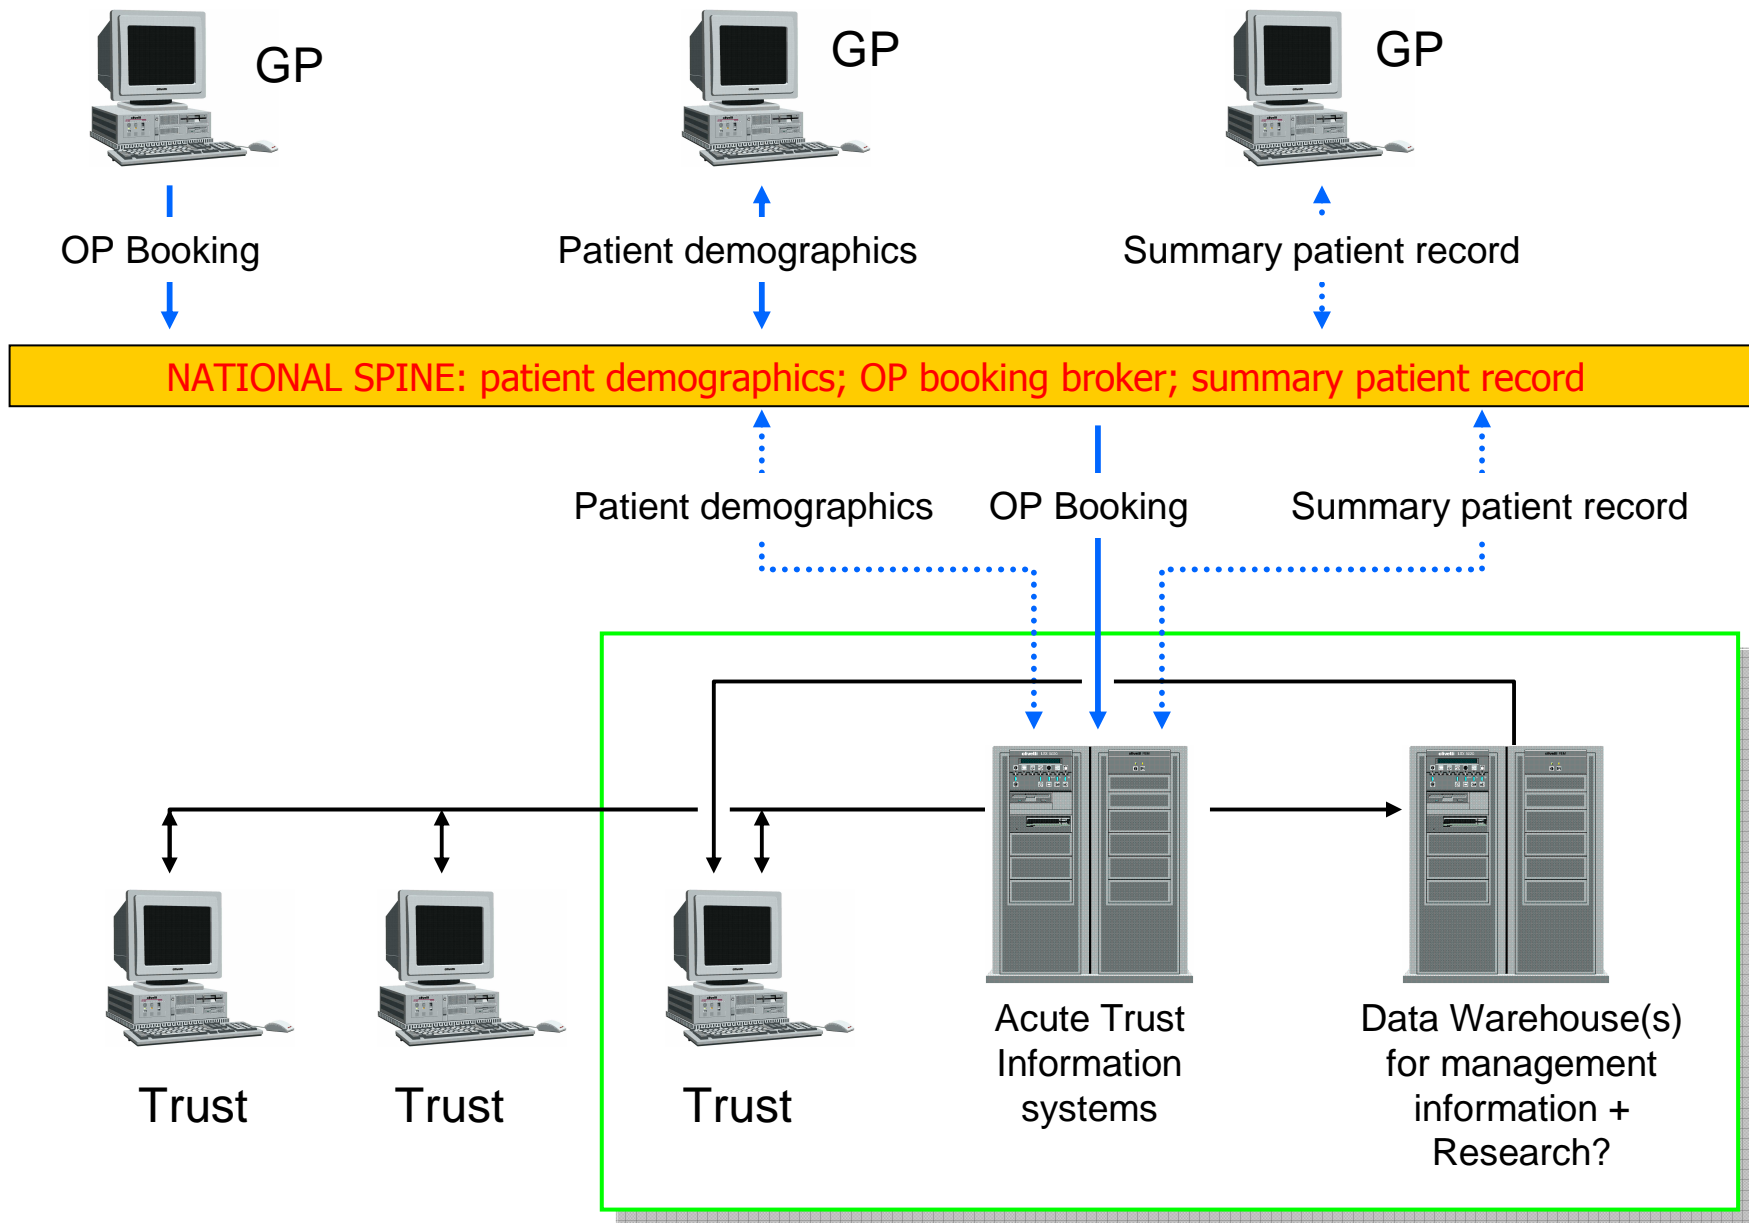 GP
GP
GP
OP Booking
Patient demographics
Summary patient record
NATIONAL SPINE: patient demographics; OP booking broker; summary patient record
Patient demographics
OP Booking
Summary patient record
Trust
Trust
Trust
Acute Trust
Information
systems
Data Warehouse(s)
for management
information +
Research?